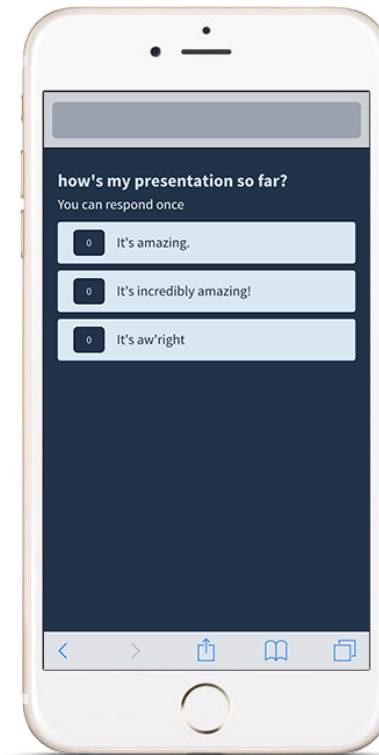 how's my presentation so far?
You can respond once
0 It's amazing.
0 It's incredibly amazing!
0 It's aw'right